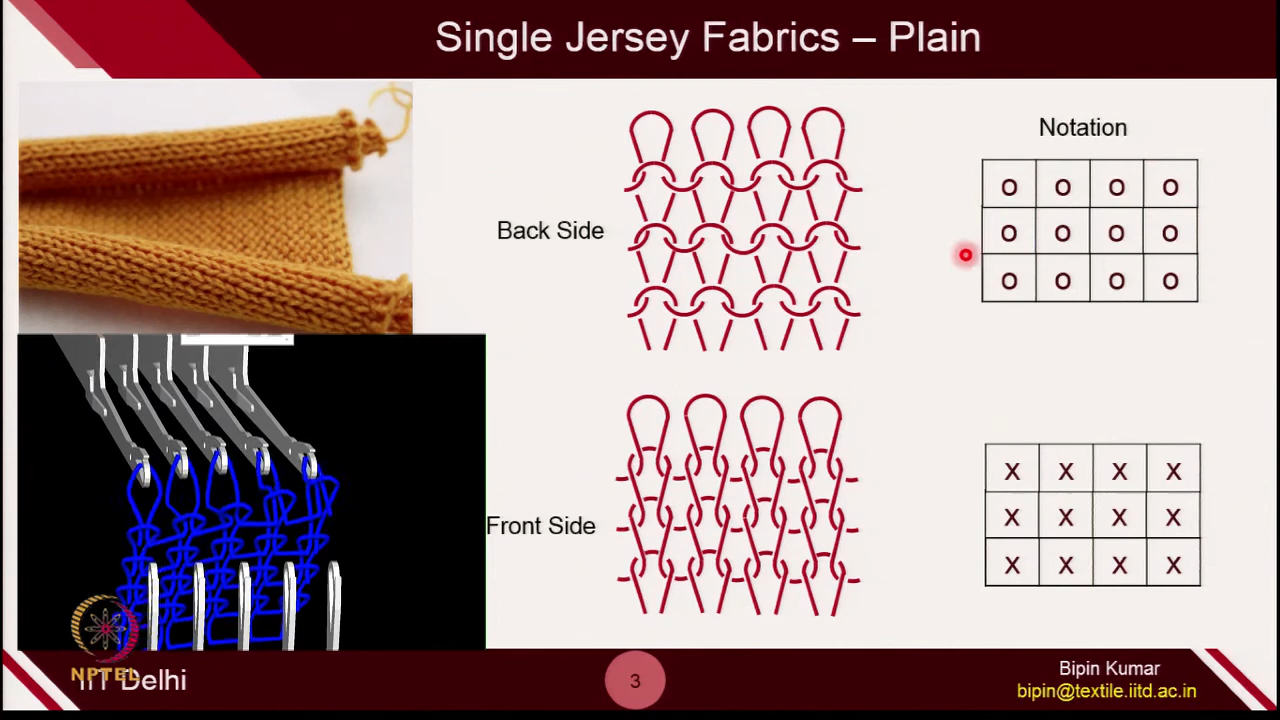 Single Jersey Fabrics – Plain
Notation
Back Side
o o o o
o o o o
o o o o
Front Side
x x x x
x x x x
x x x x
NPTEL
IIT Delhi
3
Bipin Kumar
bipin@textile.iitd.ac.in